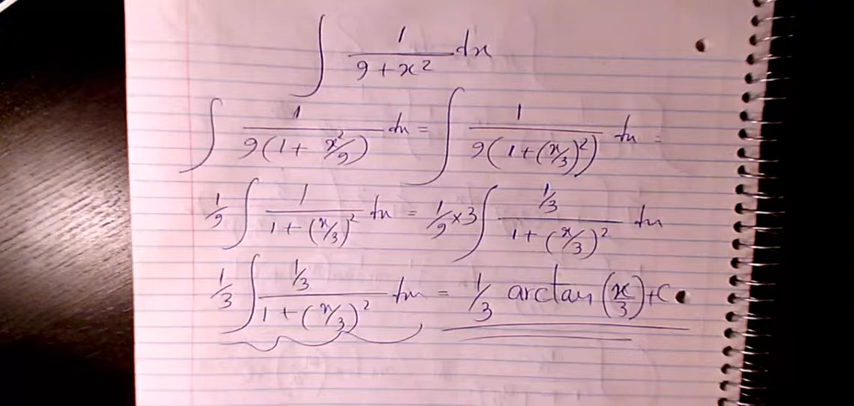 ∫ 1/(9+x²) dx
∫ 1/(9(1+x²/9)) dx = ∫ 1/(9(1+(x/3)²)) dx =
1/9 ∫ 1/(1+(x/3)²) dx = 1/9 × 3 ∫ (1/3)/(1+(x/3)²) dx
1/3 ∫ (1/3)/(1+(x/3)²) dx = 1/3 arctan(x/3)+C.